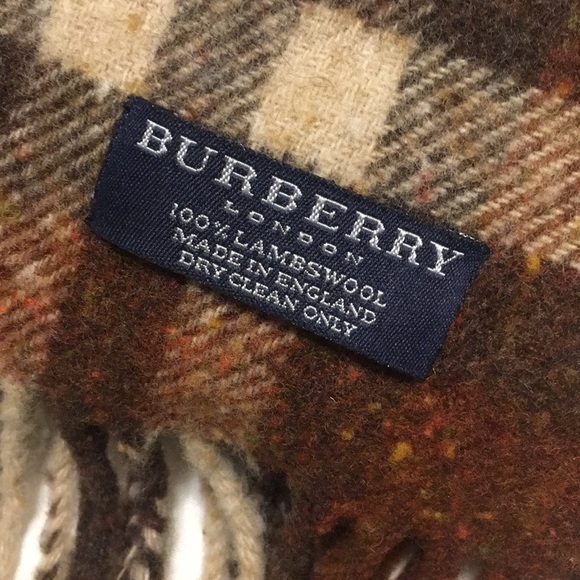 BURBERRY
LONDON
100% LAMBSWOOL
MADE IN ENGLAND
DRY CLEAN ONLY